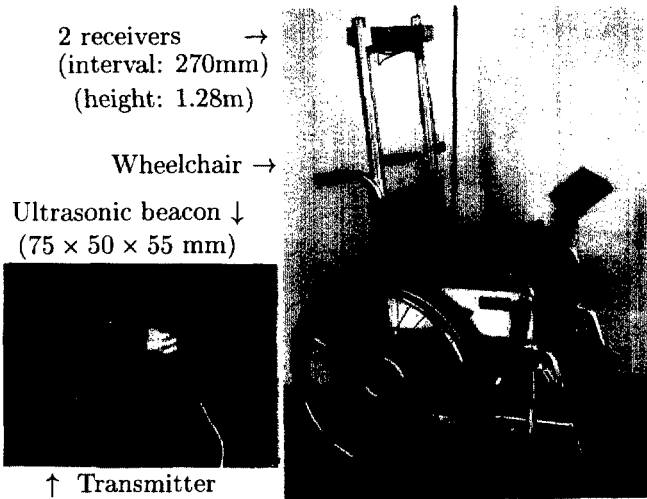 2 receivers →
(interval: 270mm)
(height: 1.28m)
Wheelchair →
Ultrasonic beacon ↓
(75 × 50 × 55 mm)
↑ Transmitter